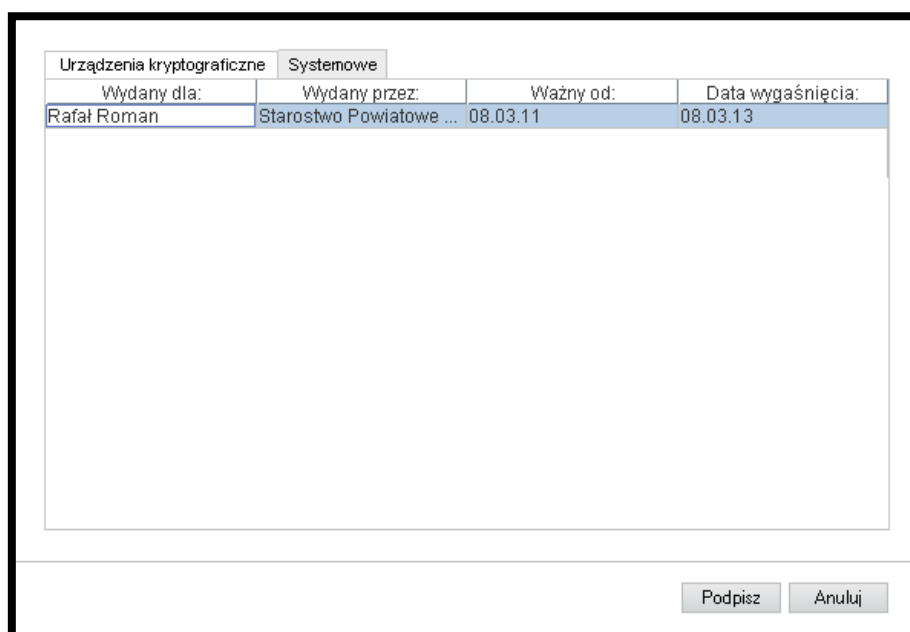 Urządzenia kryptograficzne Systemowe
Wydany dla: Wydany przez: Ważny od: Data wygaśnięcia:
Rafał Roman Starostwo Powiatowe ... 08.03.11 08.03.13
Podpisz Anuluj